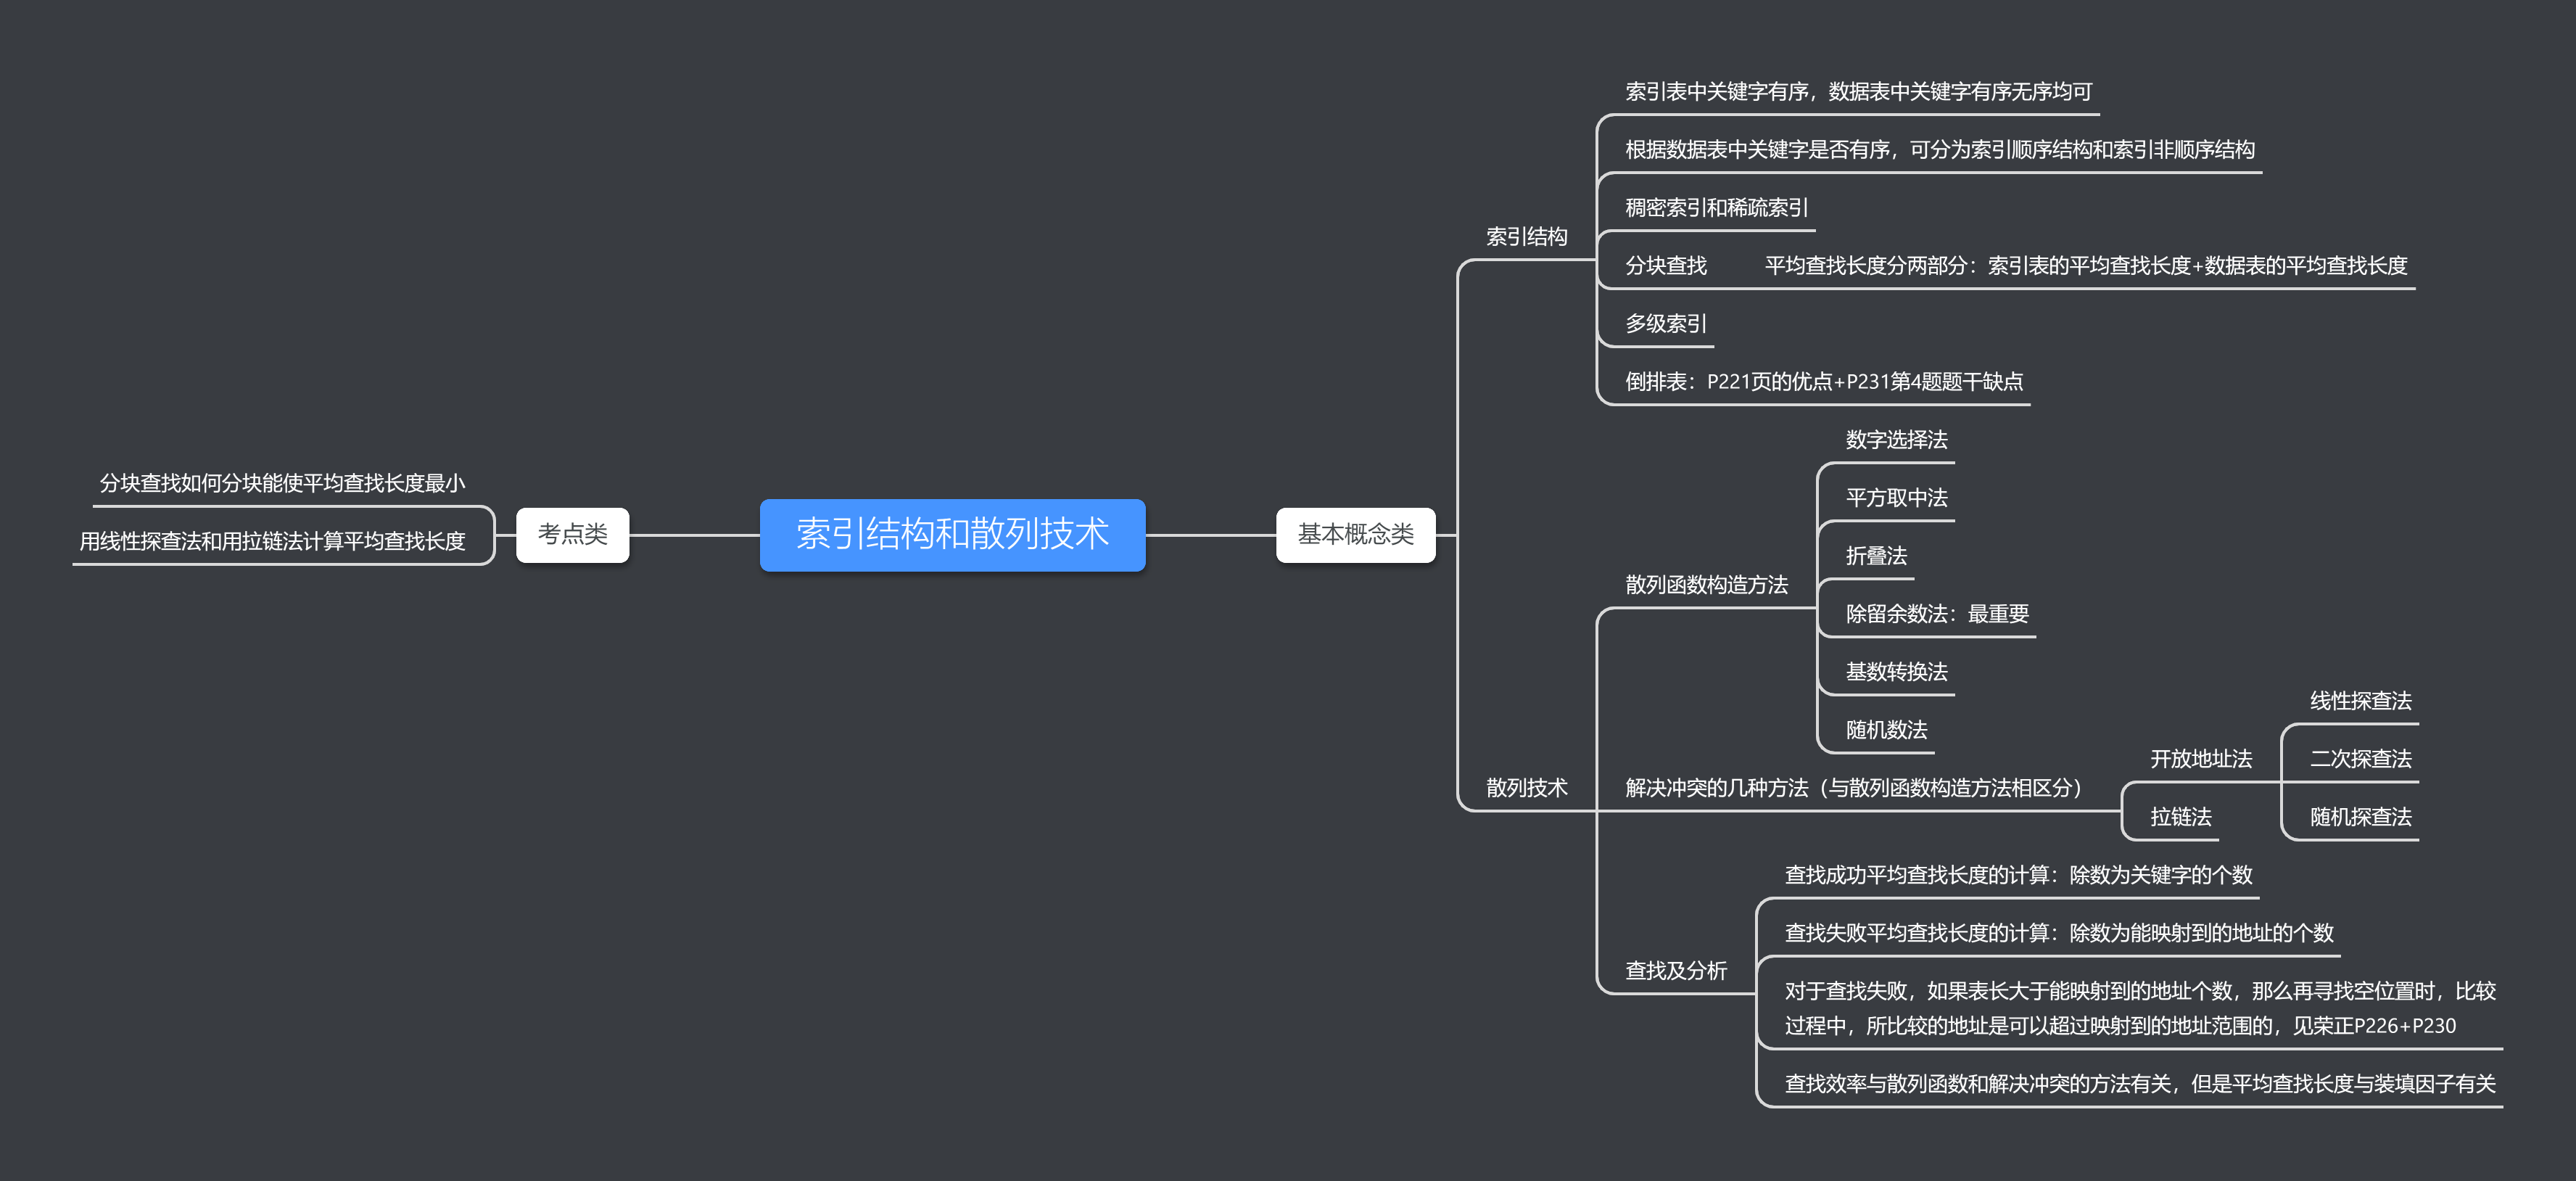 索引结构和散列技术
考点类
分块查找如何分块能使平均查找长度最小
用线性探查法和用拉链法计算平均查找长度
基本概念类
索引结构
索引表中关键字有序，数据表中关键字有序无序均可
根据数据表中关键字是否有序，可分为索引顺序结构和索引非顺序结构
稠密索引和稀疏索引
分块查找
平均查找长度分两部分：索引表的平均查找长度+数据表的平均查找长度
多级索引
倒排表：P221页的优点+P231第4题题干缺点
散列技术
散列函数构造方法
数字选择法
平方取中法
折叠法
除留余数法：最重要
基数转换法
随机数法
解决冲突的几种方法（与散列函数构造方法相区分）
开放地址法
线性探查法
二次探查法
随机探查法
拉链法
查找及分析
查找成功平均查找长度的计算：除数为关键字的个数
查找失败平均查找长度的计算：除数为能映射到的地址的个数
对于查找失败，如果表长大于能映射到的地址个数，那么再寻找空位置时，比较
过程中，所比较的地址是可以超过映射到的地址范围的，见荣正P226+P230
查找效率与散列函数和解决冲突的方法有关，但是平均查找长度与装填因子有关